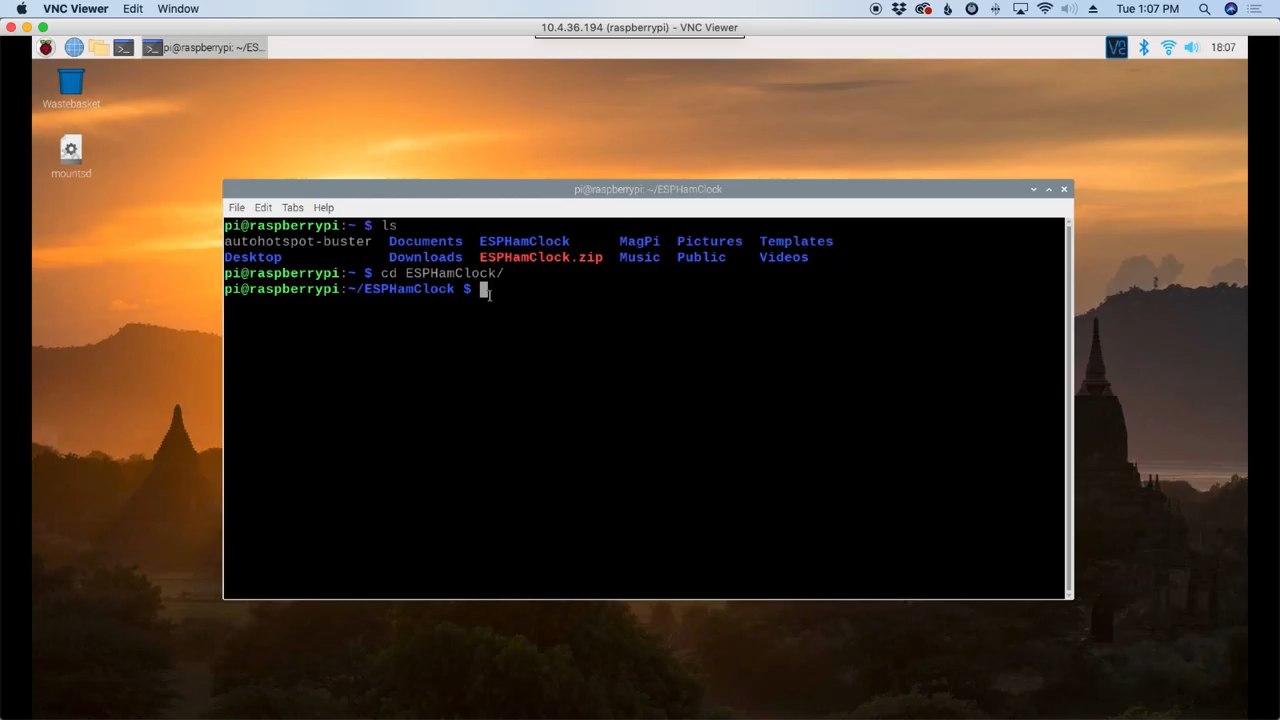 VNC Viewer Edit Window Tue 1:07 PM
10.4.36.194 (raspberrypi) - VNC Viewer
pi@raspberrypi: ~/ES... 18:07
Wastebasket
mountsd
pi@raspberrypi: ~/ESPHamClock
File Edit Tabs Help
pi@raspberrypi:~ $ ls
autohotspot-buster Documents ESPHamClock MagPi Pictures Templates
Desktop Downloads ESPHamClock.zip Music Public Videos
pi@raspberrypi:~ $ cd ESPHamClock/
pi@raspberrypi:~/ESPHamClock $